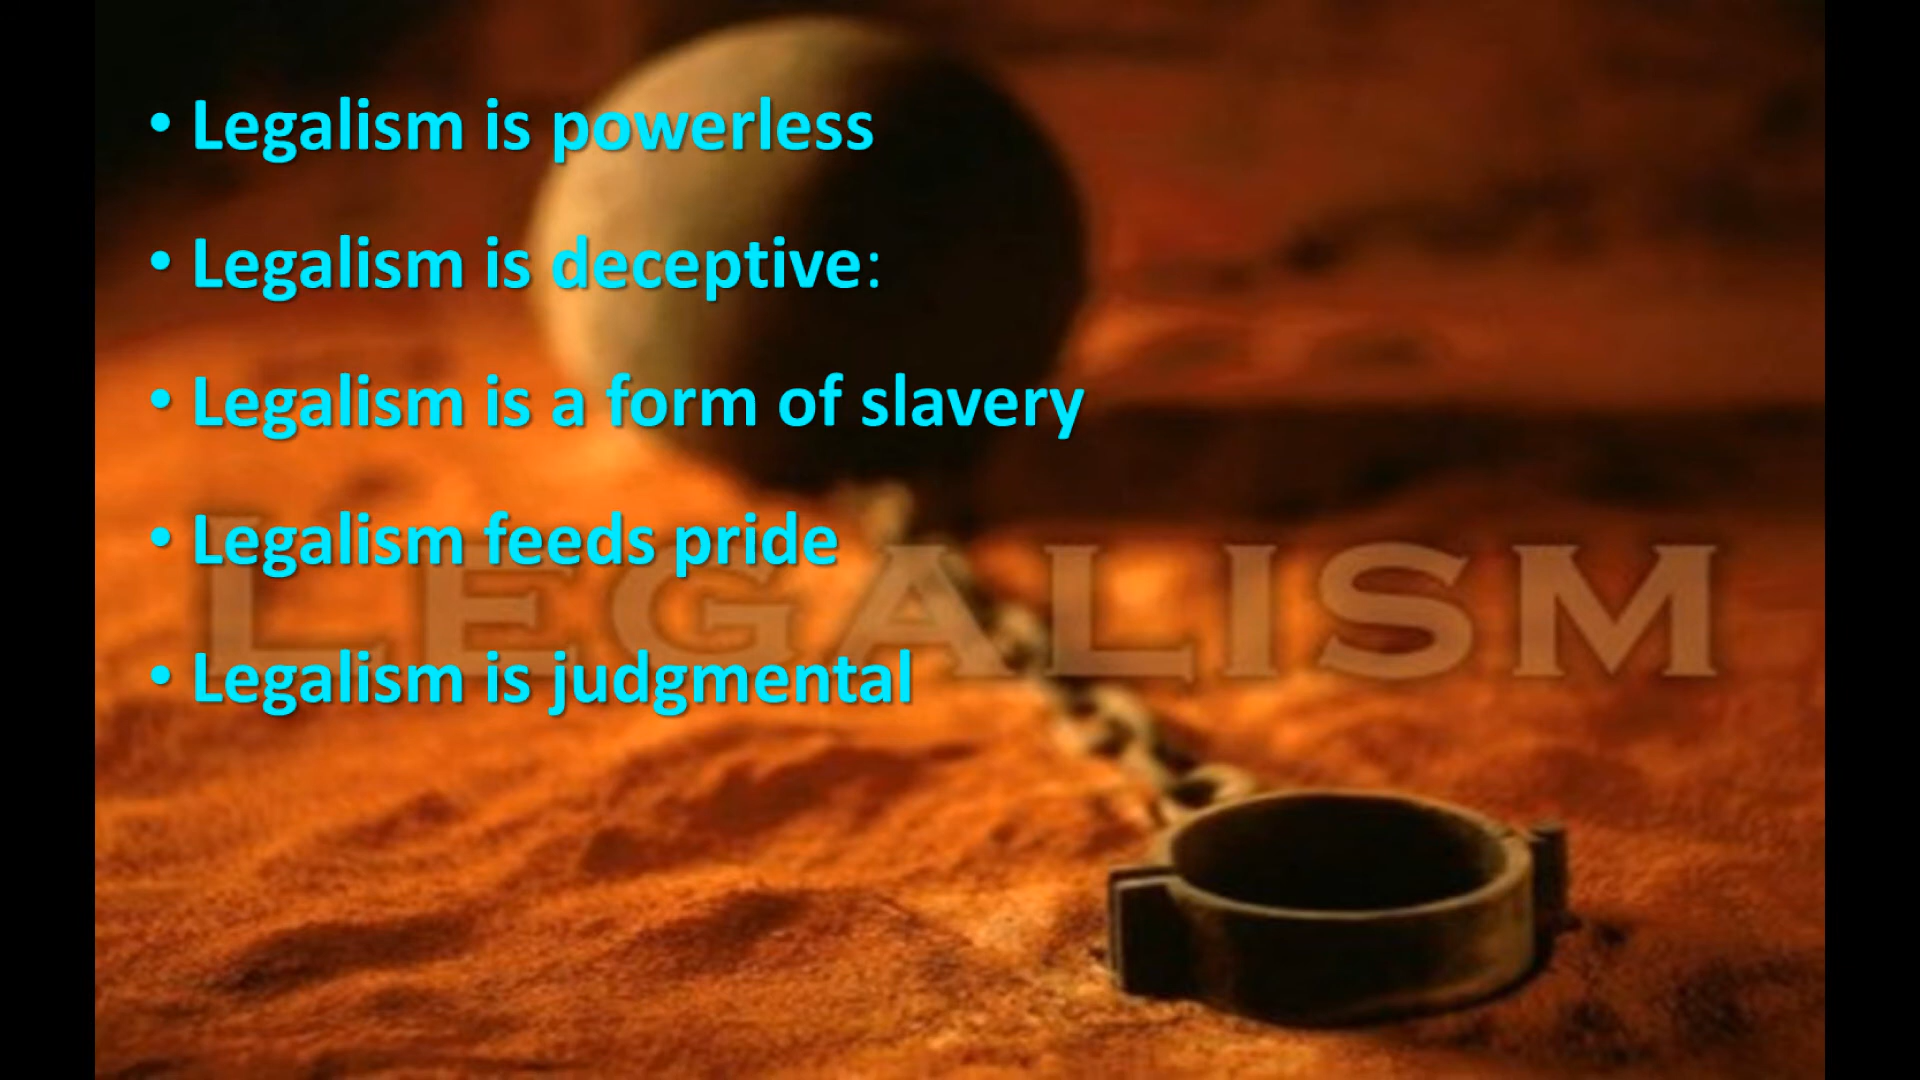 • Legalism is powerless
• Legalism is deceptive:
• Legalism is a form of slavery
• Legalism feeds pride
LEGALISM
• Legalism is judgmental